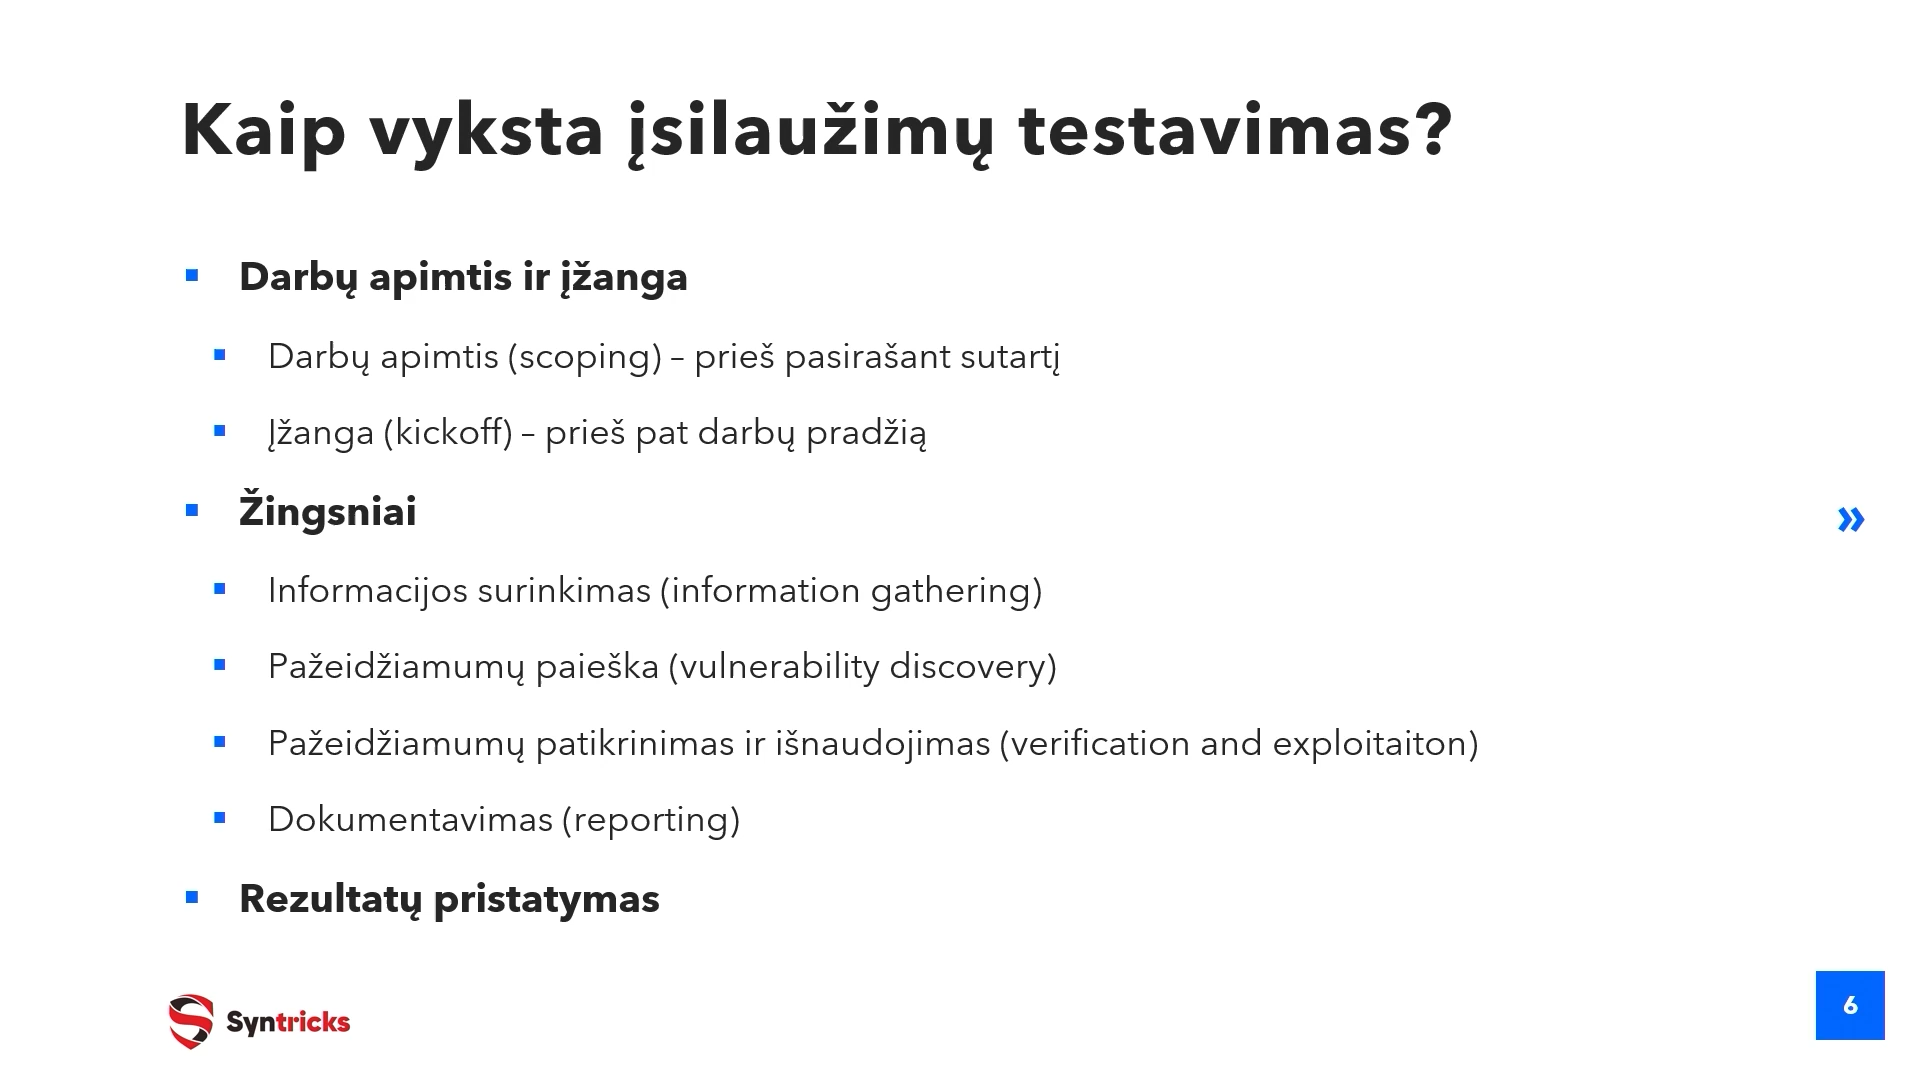 Kaip vyksta įsilaužimų testavimas?
Darbų apimtis ir įžanga
Darbų apimtis (scoping) – prieš pasirašant sutartį
Įžanga (kickoff) – prieš pat darbų pradžią
Žingsniai
»
Informacijos surinkimas (information gathering)
Pažeidžiamumų paieška (vulnerability discovery)
Pažeidžiamumų patikrinimas ir išnaudojimas (verification and exploitaiton)
Dokumentavimas (reporting)
Rezultatų pristatymas
Syntricks
6